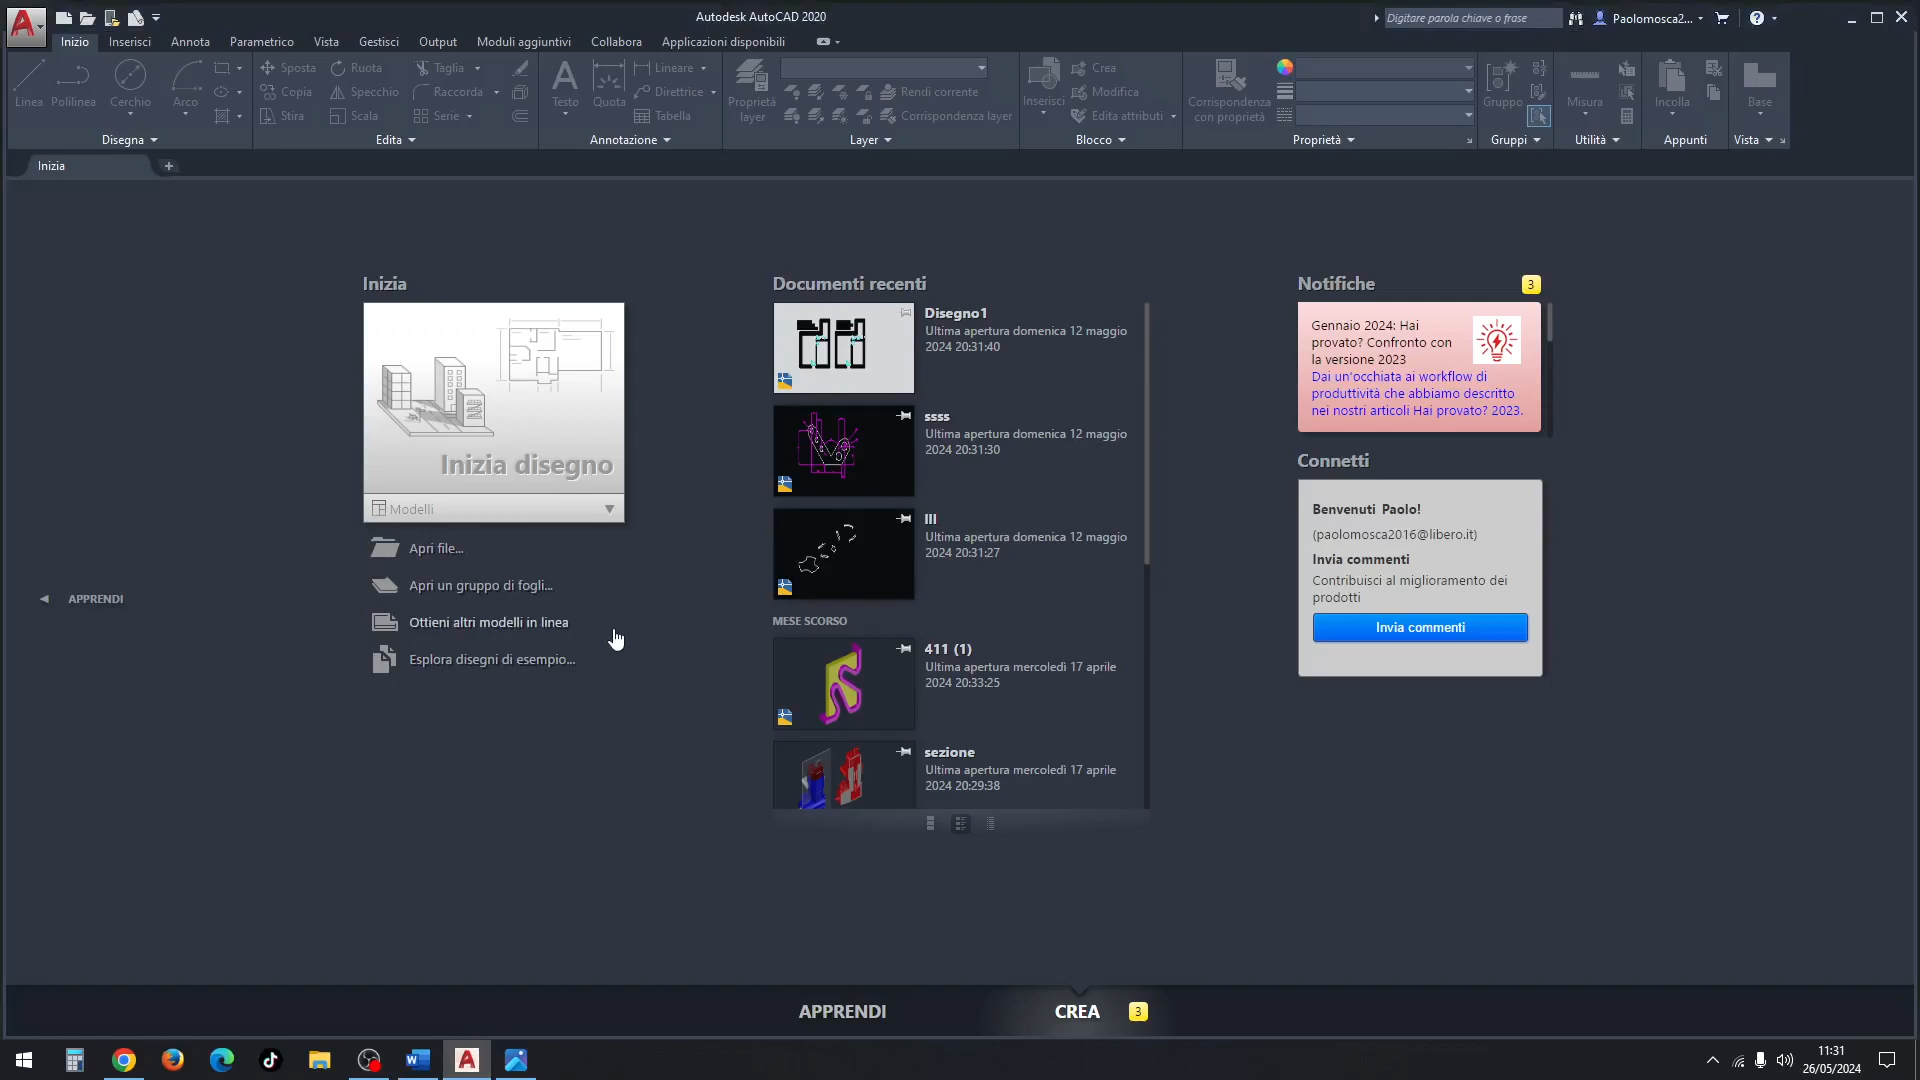 Autodesk AutoCAD 2020
Digitare parola chiave o frase
Paolomosca2...
Inizio
Inserisci
Annota
Parametrico
Vista
Gestisci
Output
Moduli aggiuntivi
Collabora
Applicazioni disponibili
Linea
Polilinea
Cerchio
Arco
Disegna
Sposta
Ruota
Taglia
Copia
Specchio
Raccorda
Stira
Scala
Serie
Edita
Testo
Quota
Lineare
Direttrice
Tabella
Annotazione
Proprietà
layer
Rendi corrente
Corrispondenza layer
Layer
Inserisci
Crea
Modifica
Edita attributi
Blocco
Corrispondenza
con proprietà
Proprietà
Gruppo
Gruppi
Misura
Utilità
Incolla
Appunti
Base
Vista
Inizia
Inizia
Inizia disegno
Modelli
Apri file...
Apri un gruppo di fogli...
Ottieni altri modelli in linea
Esplora disegni di esempio...
APPRENDI
Documenti recenti
Disegno1
Ultima apertura domenica 12 maggio
2024 20:31:40
ssss
Ultima apertura domenica 12 maggio
2024 20:31:30
Ultima apertura domenica 12 maggio
2024 20:31:27
MESE SCORSO
411 (1)
Ultima apertura mercoledì 17 aprile
2024 20:33:25
sezione
Ultima apertura mercoledì 17 aprile
2024 20:29:38
Notifiche
3
Gennaio 2024: Hai
provato? Confronto con
la versione 2023
Dai un'occhiata ai workflow di
produttività che abbiamo descritto
nei nostri articoli Hai provato? 2023.
Connetti
Benvenuti Paolo!
(paolomosca2016@libero.it)
Invia commenti
Contribuisci al miglioramento dei
prodotti
Invia commenti
APPRENDI
CREA
3
11:31
26/05/2024